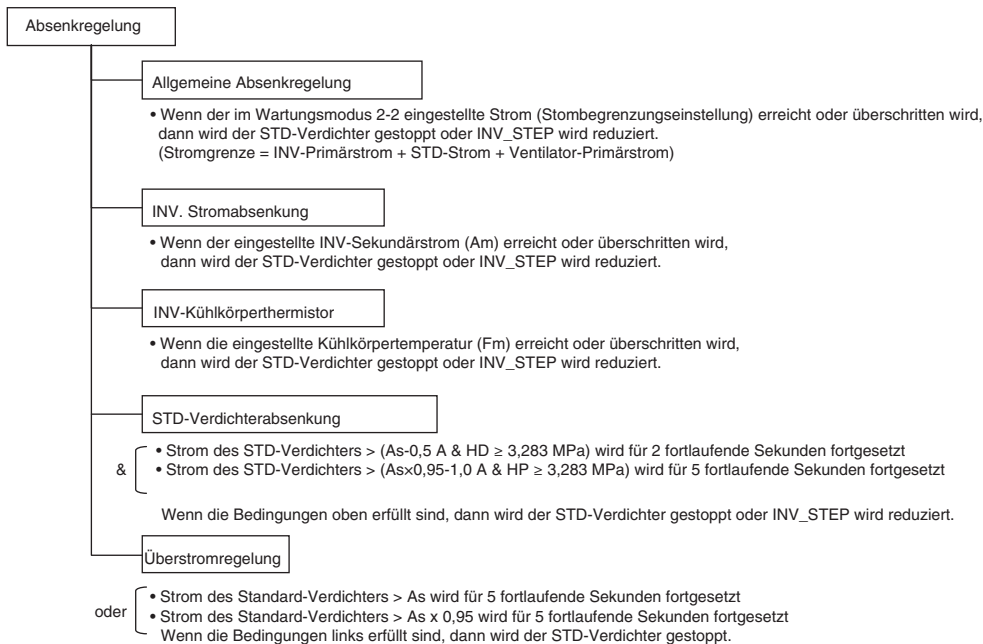 Absenkregelung
Allgemeine Absenkregelung
• Wenn der im Wartungsmodus 2-2 eingestellte Strom (Stombegrenzungseinstellung) erreicht oder überschritten wird,
dann wird der STD-Verdichter gestoppt oder INV_STEP wird reduziert.
(Stromgrenze = INV-Primärstrom + STD-Strom + Ventilator-Primärstrom)
INV. Stromabsenkung
• Wenn der eingestellte INV-Sekundärstrom (Am) erreicht oder überschritten wird,
dann wird der STD-Verdichter gestoppt oder INV_STEP wird reduziert.
INV-Kühlkörperthermistor
• Wenn die eingestellte Kühlkörpertemperatur (Fm) erreicht oder überschritten wird,
dann wird der STD-Verdichter gestoppt oder INV_STEP wird reduziert.
STD-Verdichterabsenkung
• Strom des STD-Verdichters > (As-0,5 A & HD ≥ 3,283 MPa) wird für 2 fortlaufende Sekunden fortgesetzt
&
• Strom des STD-Verdichters > (As×0,95-1,0 A & HP ≥ 3,283 MPa) wird für 5 fortlaufende Sekunden fortgesetzt
Wenn die Bedingungen oben erfüllt sind, dann wird der STD-Verdichter gestoppt oder INV_STEP wird reduziert.
Überstromregelung
• Strom des Standard-Verdichters > As wird für 5 fortlaufende Sekunden fortgesetzt
oder
• Strom des Standard-Verdichters > As x 0,95 wird für 5 fortlaufende Sekunden fortgesetzt
Wenn die Bedingungen links erfüllt sind, dann wird der STD-Verdichter gestoppt.